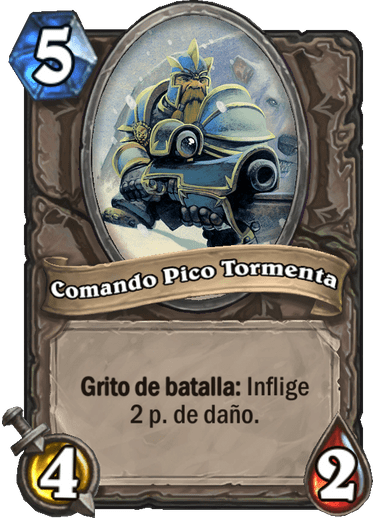 5
Comando Pico Tormenta
Grito de batalla: Inflige
2 p. de daño.
4
2